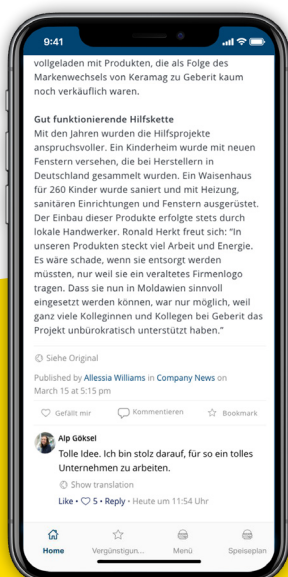 9:41
vollgeladen mit Produkten, die als Folge des
Markenwechsels von Keramag zu Geberit kaum
noch verkäuflich waren.
Gut funktionierende Hilfskette
Mit den Jahren wurden die Hilfsprojekte
anspruchsvoller. Ein Kinderheim wurde mit neuen
Fenstern versehen, die bei Herstellern in
Deutschland gesammelt wurden. Ein Waisenhaus
für 260 Kinder wurde saniert und mit Heizung,
sanitären Einrichtungen und Fenstern ausgerüstet.
Der Einbau dieser Produkte erfolgte stets durch
lokale Handwerker. Ronald Herkt freut sich: “In
unseren Produkten steckt viel Arbeit und Energie.
Es wäre schade, wenn sie entsorgt werden
müssten, nur weil sie ein veraltetes Firmenlogo
tragen. Dass sie nun in Moldawien sinnvoll
eingesetzt werden können, war nur möglich, weil
ganz viele Kolleginnen und Kollegen bei Geberit das
Projekt unbürokratisch unterstützt haben.”
Siehe Original
Published by Allessia Williams in Company News on
March 15 at 5:15 pm
Gefällt mir Kommentieren Bookmark
Alp Göksel
Tolle Idee. Ich bin stolz darauf, für so ein tolles
Unternehmen zu arbeiten.
Show translation
Like • 5 • Reply • Heute um 11:54 Uhr
Home Vergünstigun... Menü Speiseplan